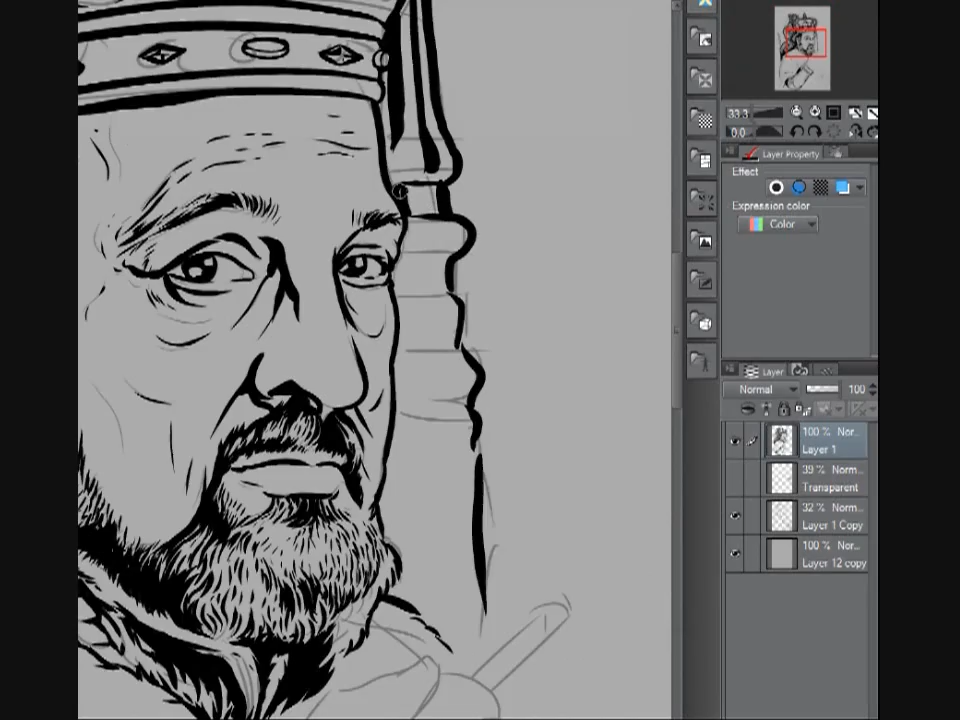 33.3
0.0
Layer Property
Effect
Expression color
Color
Layer
Normal
100
100 % Nor...
Layer 1
39 % Norm...
Transparent
32 % Norm...
Layer 1 Copy
100 % Nor...
Layer 12 copy